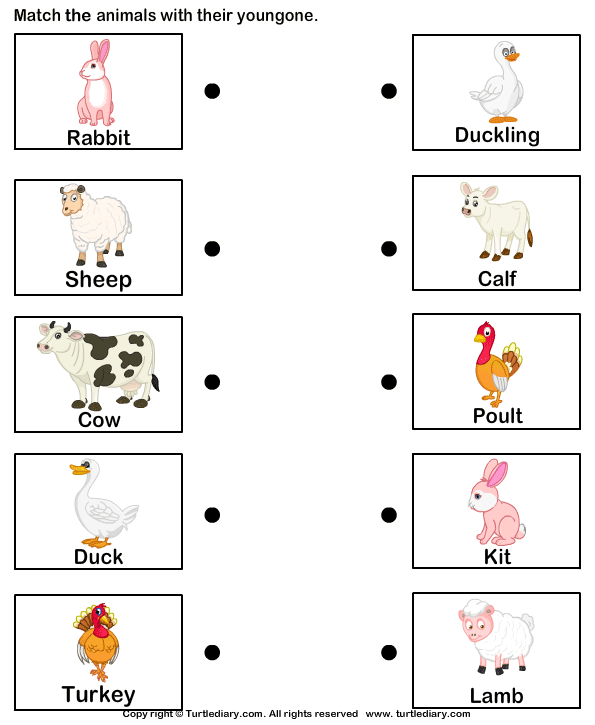 Match the animals with their youngone.
Rabbit
Duckling
Sheep
Calf
Cow
Poult
Duck
Kit
Turkey
Lamb
Copy right © Turtlediary.com. All rights reserved www. turtlediary.com